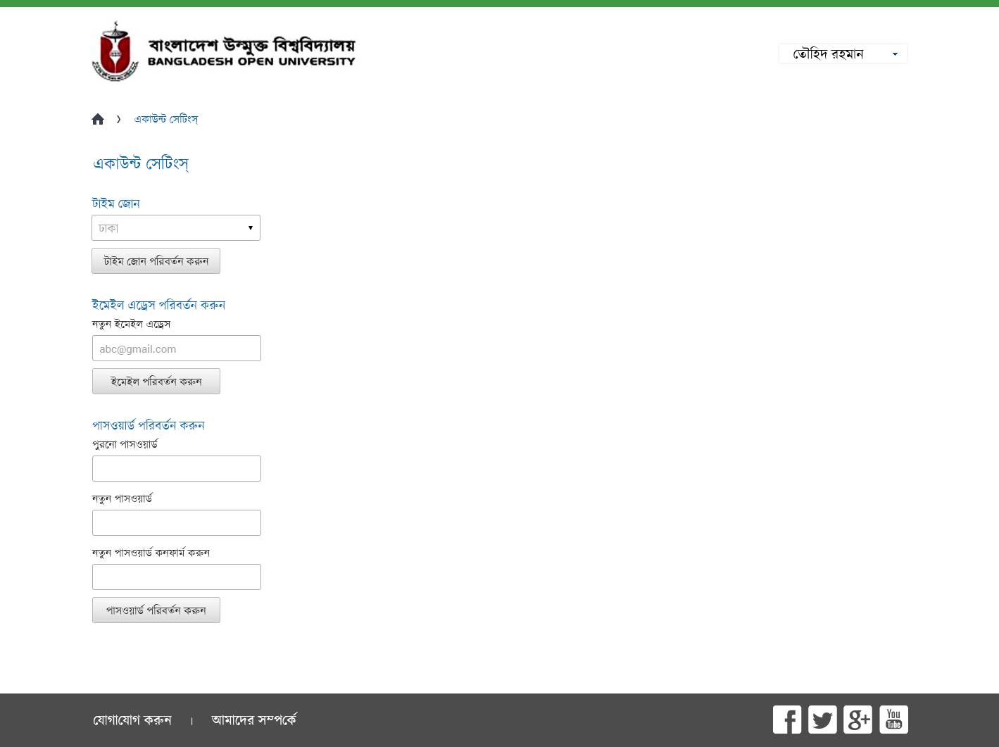 বাংলাদেশ উন্মুক্ত বিশ্ববিদ্যালয়
BANGLADESH OPEN UNIVERSITY
তৌহিদ রহমান
একাউন্ট সেটিংস্
একাউন্ট সেটিংস্
টাইম জোন
ঢাকা
টাইম জোন পরিবর্তন করুন
ইমেইল এড্রেস পরিবর্তন করুন
নতুন ইমেইল এড্রেস
abc@gmail.com
ইমেইল পরিবর্তন করুন
পাসওয়ার্ড পরিবর্তন করুন
পুরনো পাসওয়ার্ড
নতুন পাসওয়ার্ড
নতুন পাসওয়ার্ড কনফার্ম করুন
পাসওয়ার্ড পরিবর্তন করুন
যোগাযোগ করুন | আমাদের সম্পর্কে
You Tube